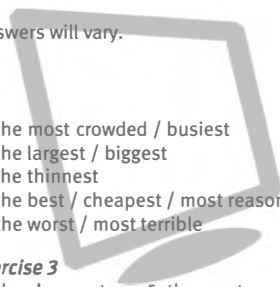 swers will vary.
he most crowded / busiest
he largest / biggest
he thinnest
he best / cheapest / most reason
he worst / most terrible
ercise 3